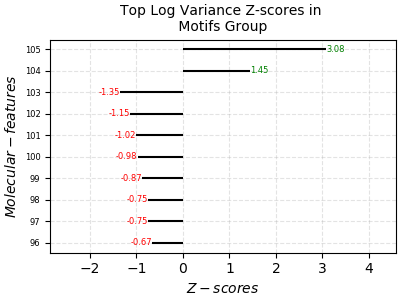 Top Log Variance Z-scores in
Motifs Group
105 3.08
104 1.45
103 -1.35
102 -1.15
101 -1.02
100 -0.98
99 -0.87
98 -0.75
97 -0.75
96 -0.67
Molecular − features
−2 −1 0 1 2 3 4
Z − scores